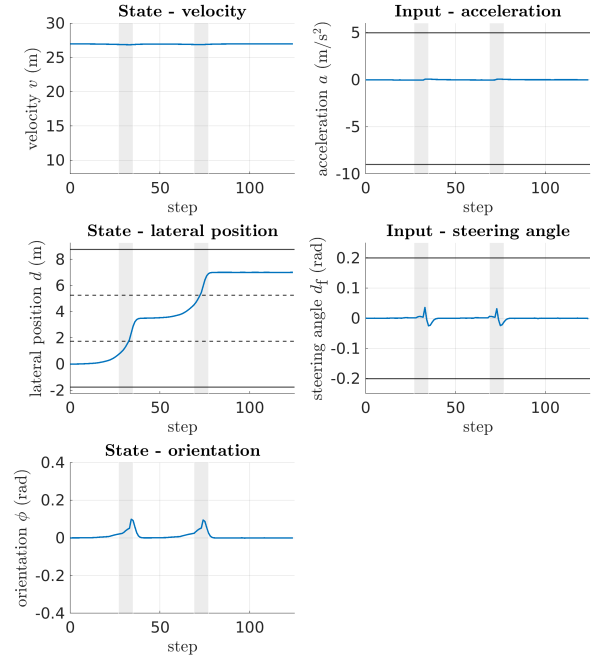 State - velocity
velocity v (m)
30
25
20
15
10
0
50
100
step
Input - acceleration
acceleration a (m/s²)
5
0
-5
-10
0
50
100
step
State - lateral position
lateral position d (m)
8
6
4
2
0
-2
0
50
100
step
Input - steering angle
steering angle d_f (rad)
0.2
0.1
0
-0.1
-0.2
0
50
100
step
State - orientation
orientation ϕ (rad)
0.4
0.2
0
-0.2
-0.4
0
50
100
step